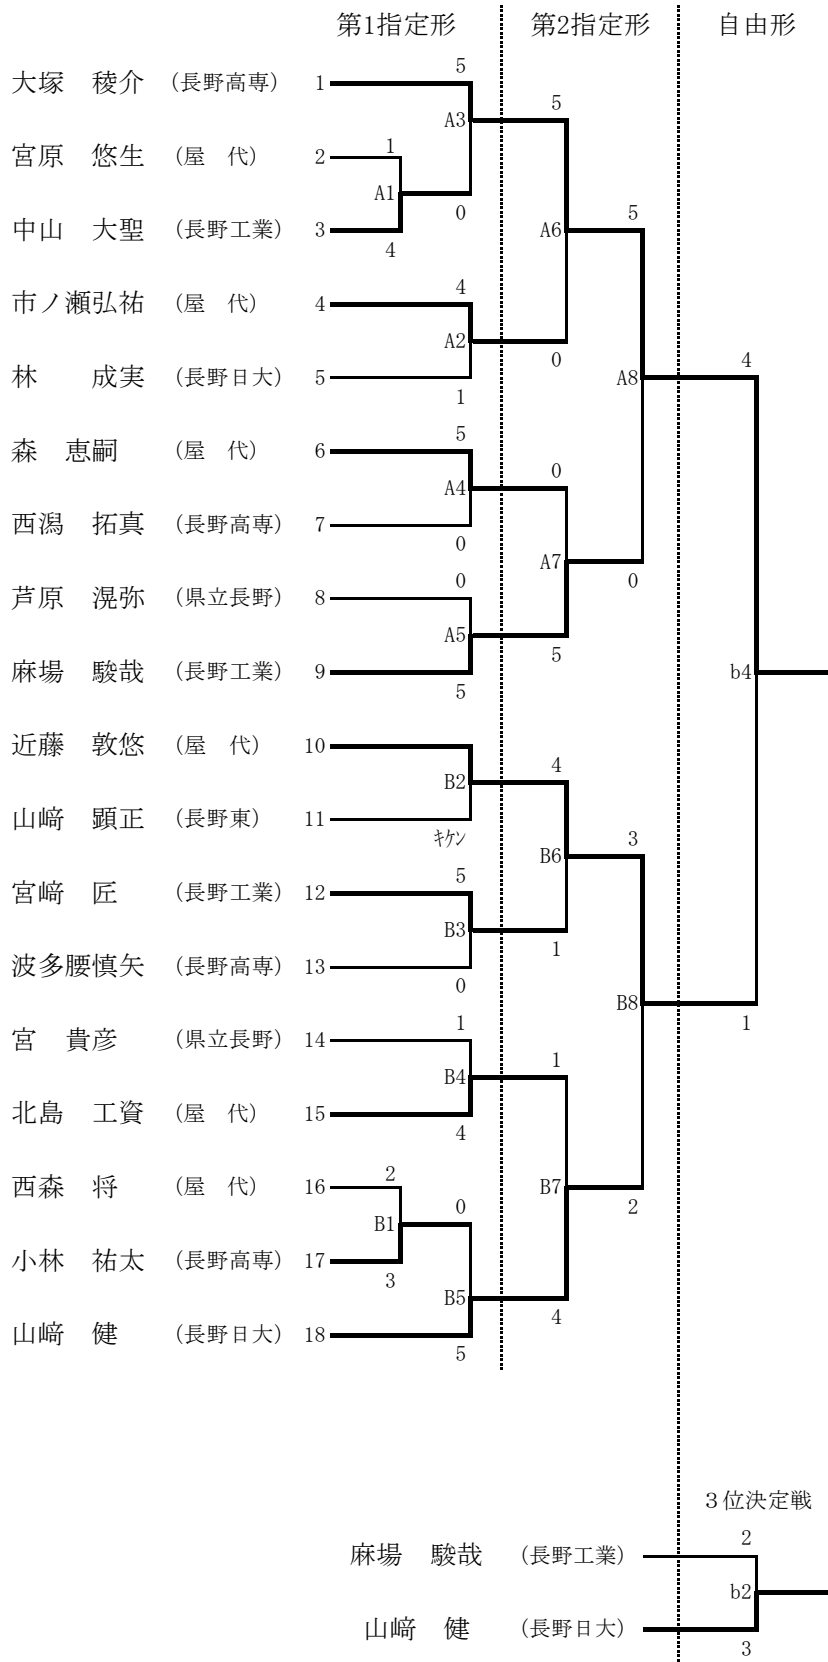 第1指定形 第2指定形 自由形
5
大塚　稜介 (長野高専) 1
5
A3
1
宮原　悠生 (屋　代) 2
A1
0
5
中山　大聖 (長野工業) 3
A6
4
4
市ノ瀬弘祐 (屋　代) 4
A2
0
4
林　　成実 (長野日大) 5
A8
1
5
森　恵嗣 (屋　代) 6
0
A4
西潟　拓真 (長野高専) 7
0
A7
0
0
芦原　滉弥 (県立長野) 8
A5
5
麻場　駿哉 (長野工業) 9
b4
5
近藤　敦悠 (屋　代) 10
4
B2
山﨑　顕正 (長野東) 11
ｷｹﾝ
3
B6
5
宮﨑　匠 (長野工業) 12
B3
1
波多腰慎矢 (長野高専) 13
0
B8
1
1
宮　貴彦 (県立長野) 14
1
B4
北島　工資 (屋　代) 15
4
2
西森　将 (屋　代) 16
B7
0
2
B1
小林　祐太 (長野高専) 17
3
B5
4
山﨑　健 (長野日大) 18
5
３位決定戦
2
麻場　駿哉 (長野工業)
b2
山﨑　健 (長野日大)
3